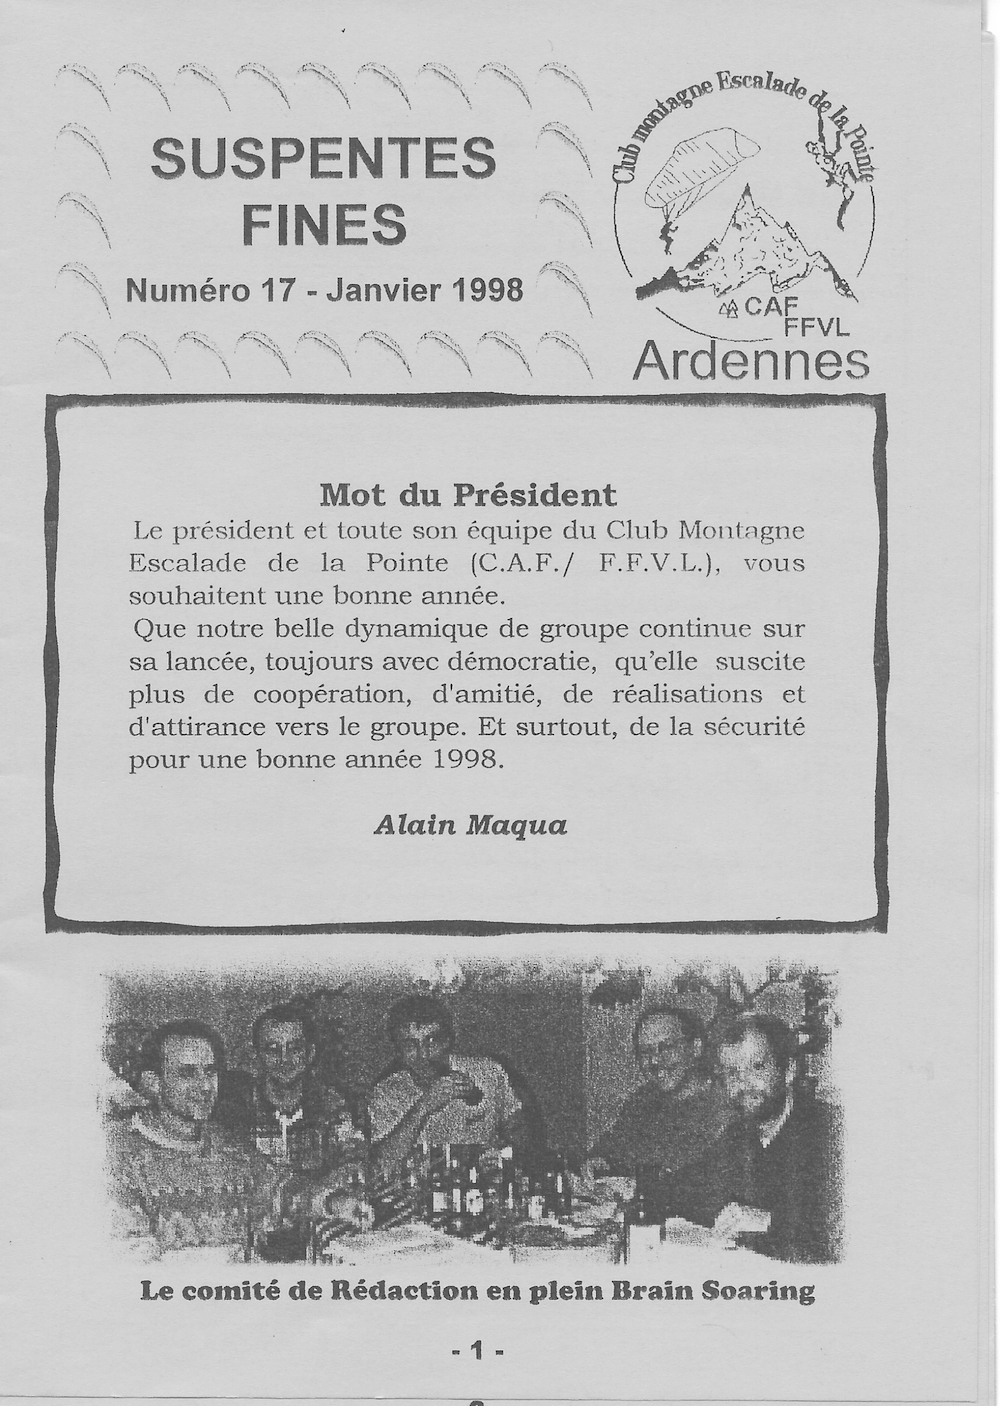 SUSPENTES
FINES
Numéro 17 - Janvier 1998
Club montagne Escalade de la Pointe
CAF
FFVL
Ardennes
Mot du Président
Le président et toute son équipe du Club Montagne
Escalade de la Pointe (C.A.F./ F.F.V.L.), vous
souhaitent une bonne année.
Que notre belle dynamique de groupe continue sur
sa lancée, toujours avec démocratie, qu'elle suscite
plus de coopération, d'amitié, de réalisations et
d'attirance vers le groupe. Et surtout, de la sécurité
pour une bonne année 1998.
Alain Maqua
Le comité de Rédaction en plein Brain Soaring
- 1 -